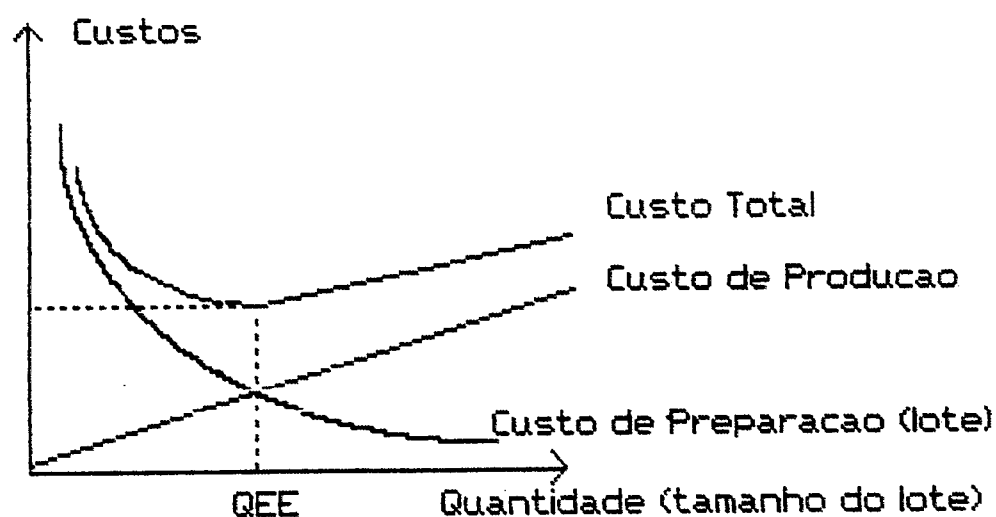 Custos
Custo Total
Custo de Producao
Custo de Preparacao (lote)
QEE
Quantidade (tamanho do lote)